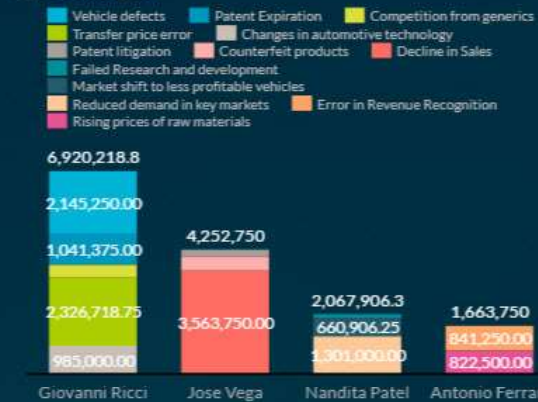 Vehicle defects Patent Expiration Competition from generics
Transfer price error Changes in automotive technology
Patent litigation Counterfeit products Decline in Sales
Failed Research and development
Market shift to less profitable vehicles
Reduced demand in key markets Error in Revenue Recognition
Rising prices of raw materials
6,920,218.8
2,145,250.00
1,041,375.00
2,326,718.75
985,000.00
4,252,750
3,563,750.00
2,067,906.3
660,906.25
1,301,000.00
1,663,750
841,250.00
822,500.00
Giovanni Ricci Jose Vega Nandita Patel Antonio Ferra